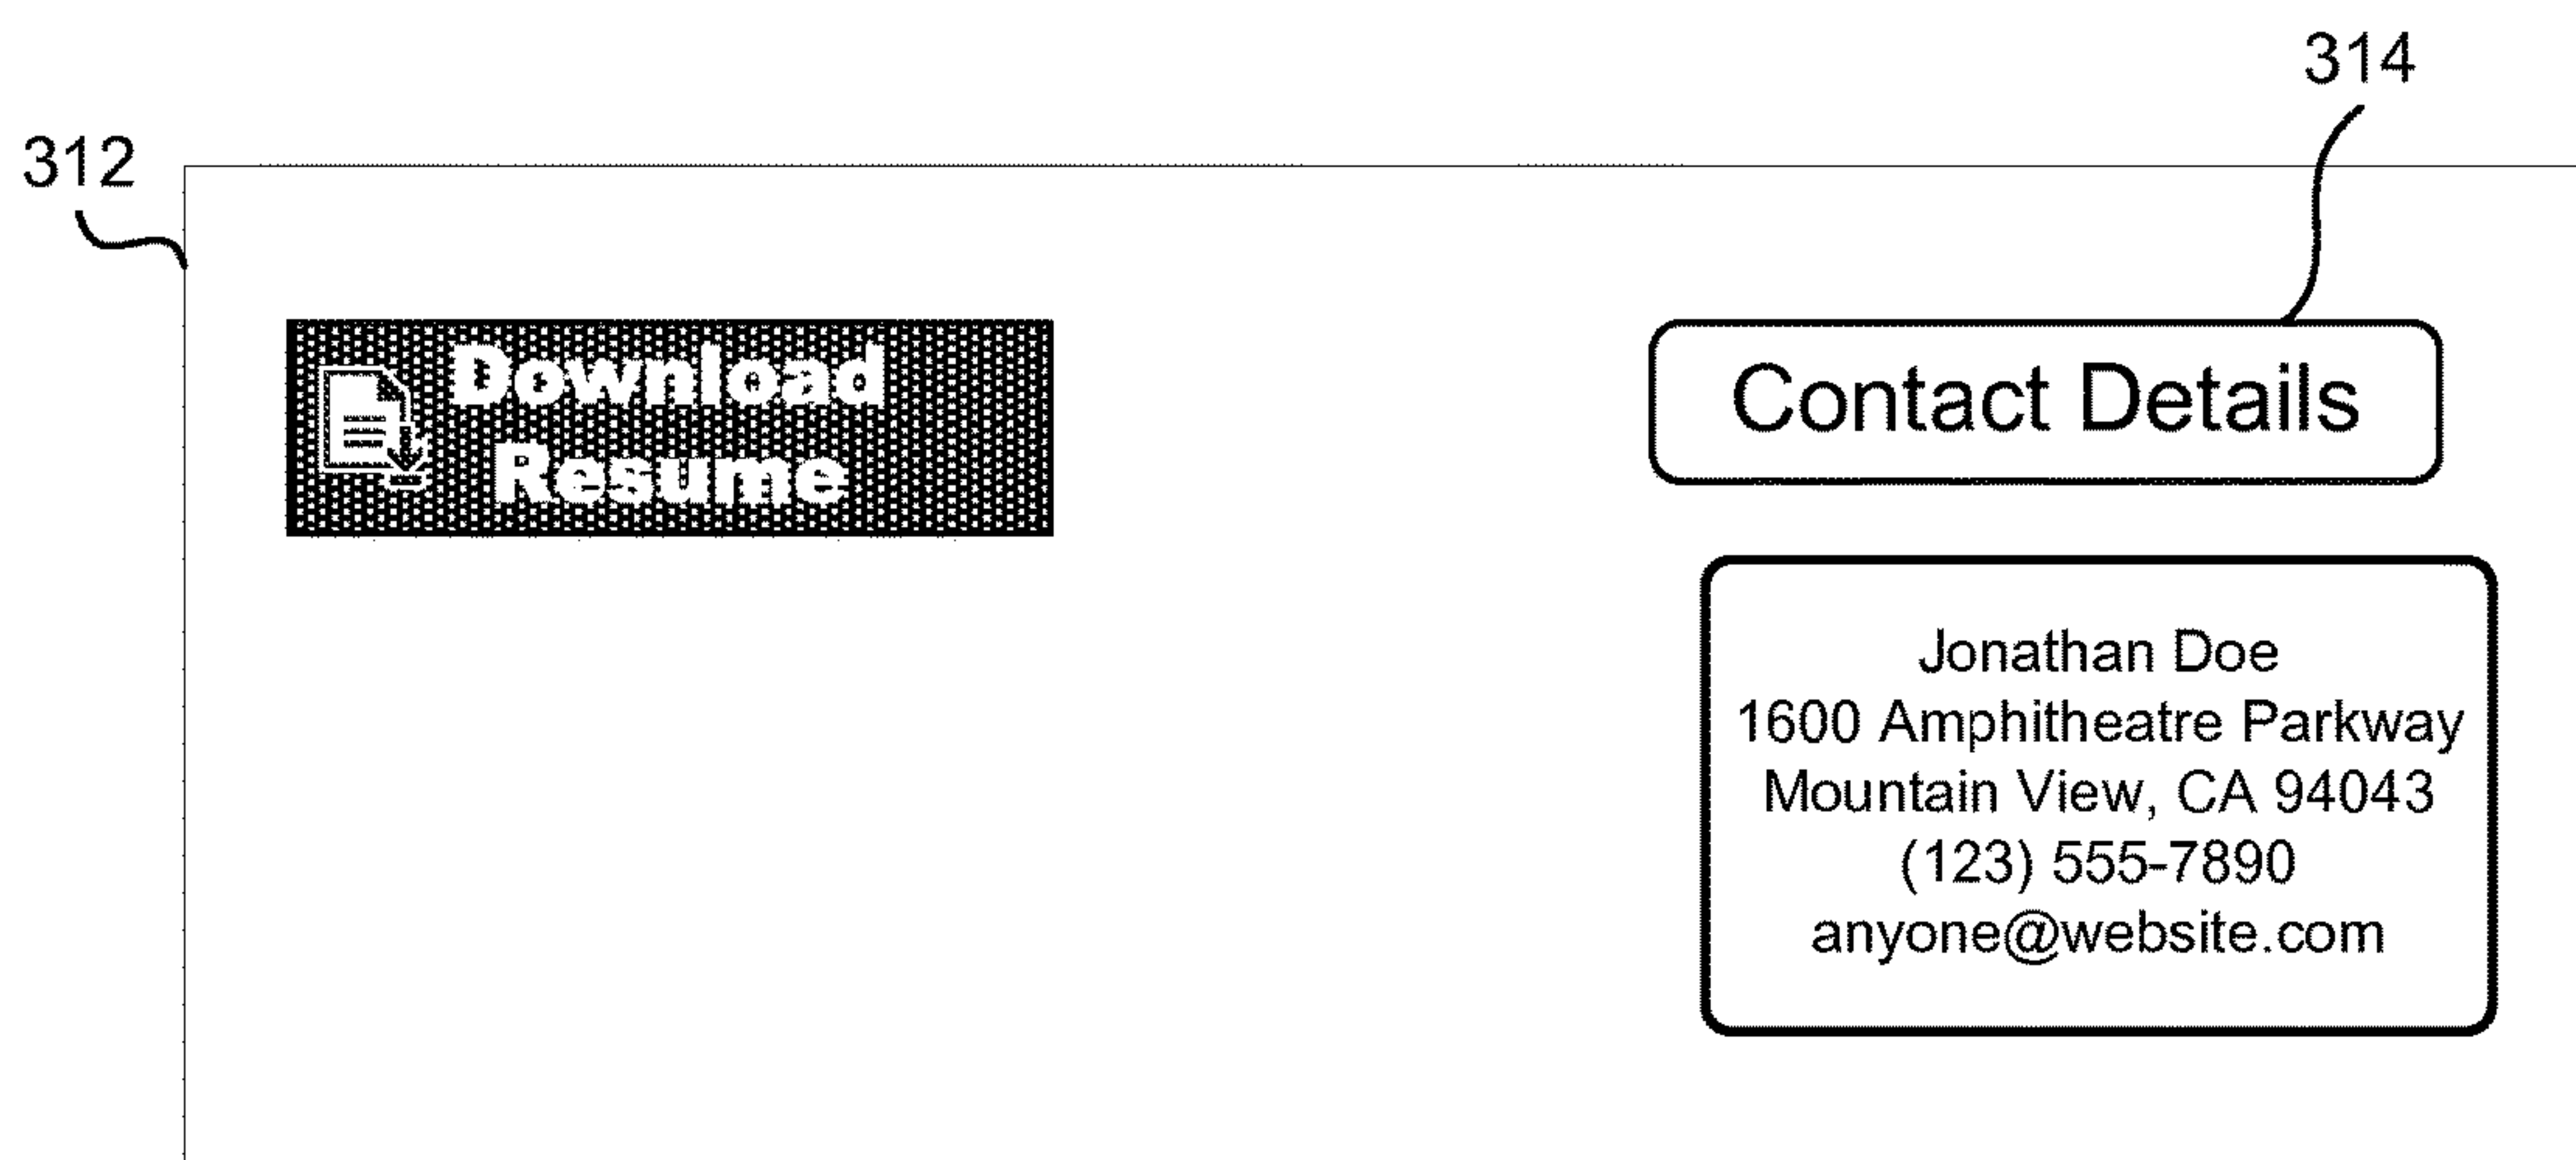 314
312
Download
Resume
Contact Details
Jonathan Doe
1600 Amphitheatre Parkway
Mountain View, CA 94043
(123) 555-7890
anyone@website.com